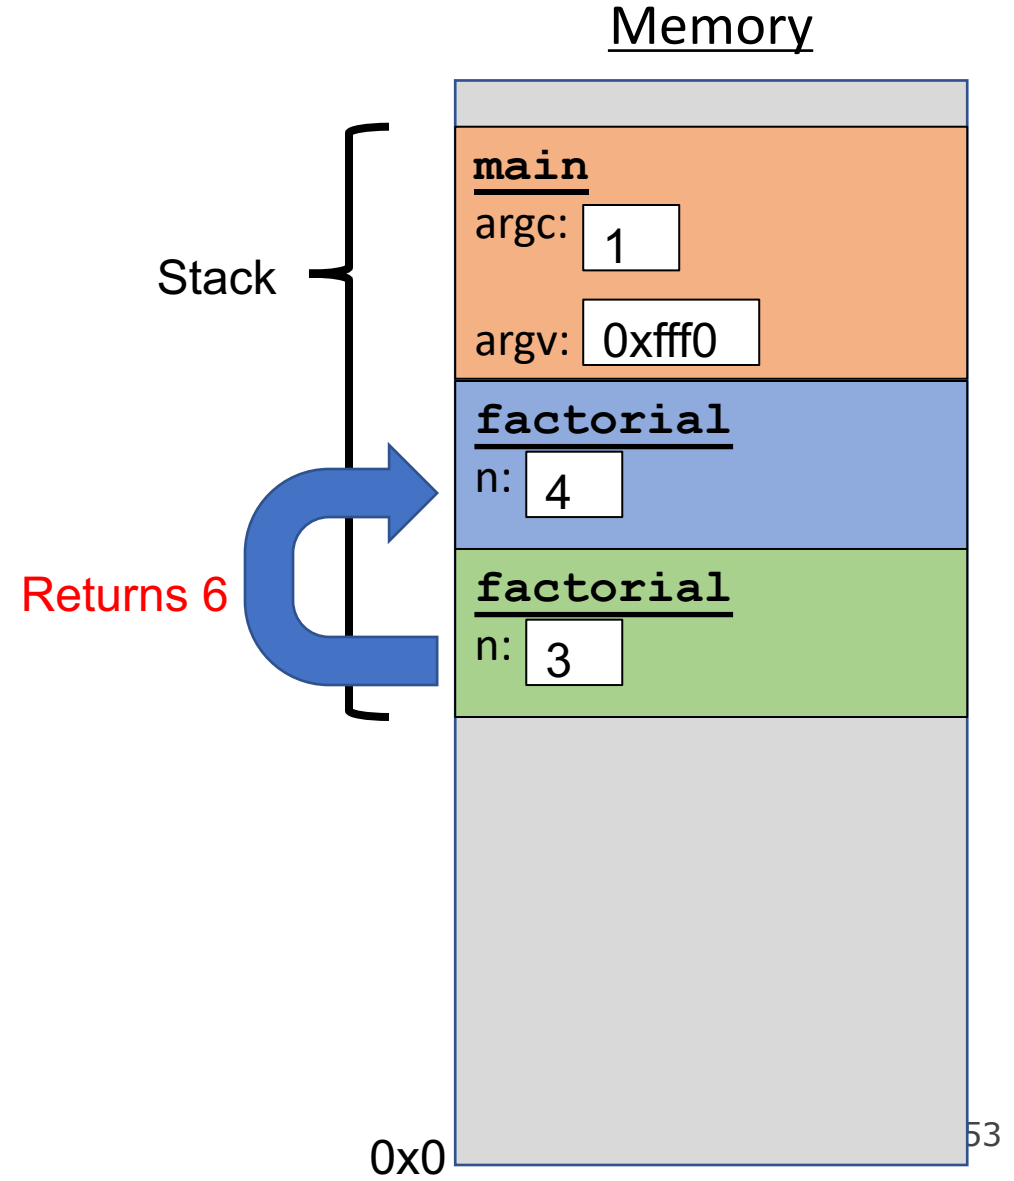 Memory
main
argc: 1
Stack
argv: 0xfff0
factorial
n: 4
Returns 6
factorial
n: 3
53
0x0